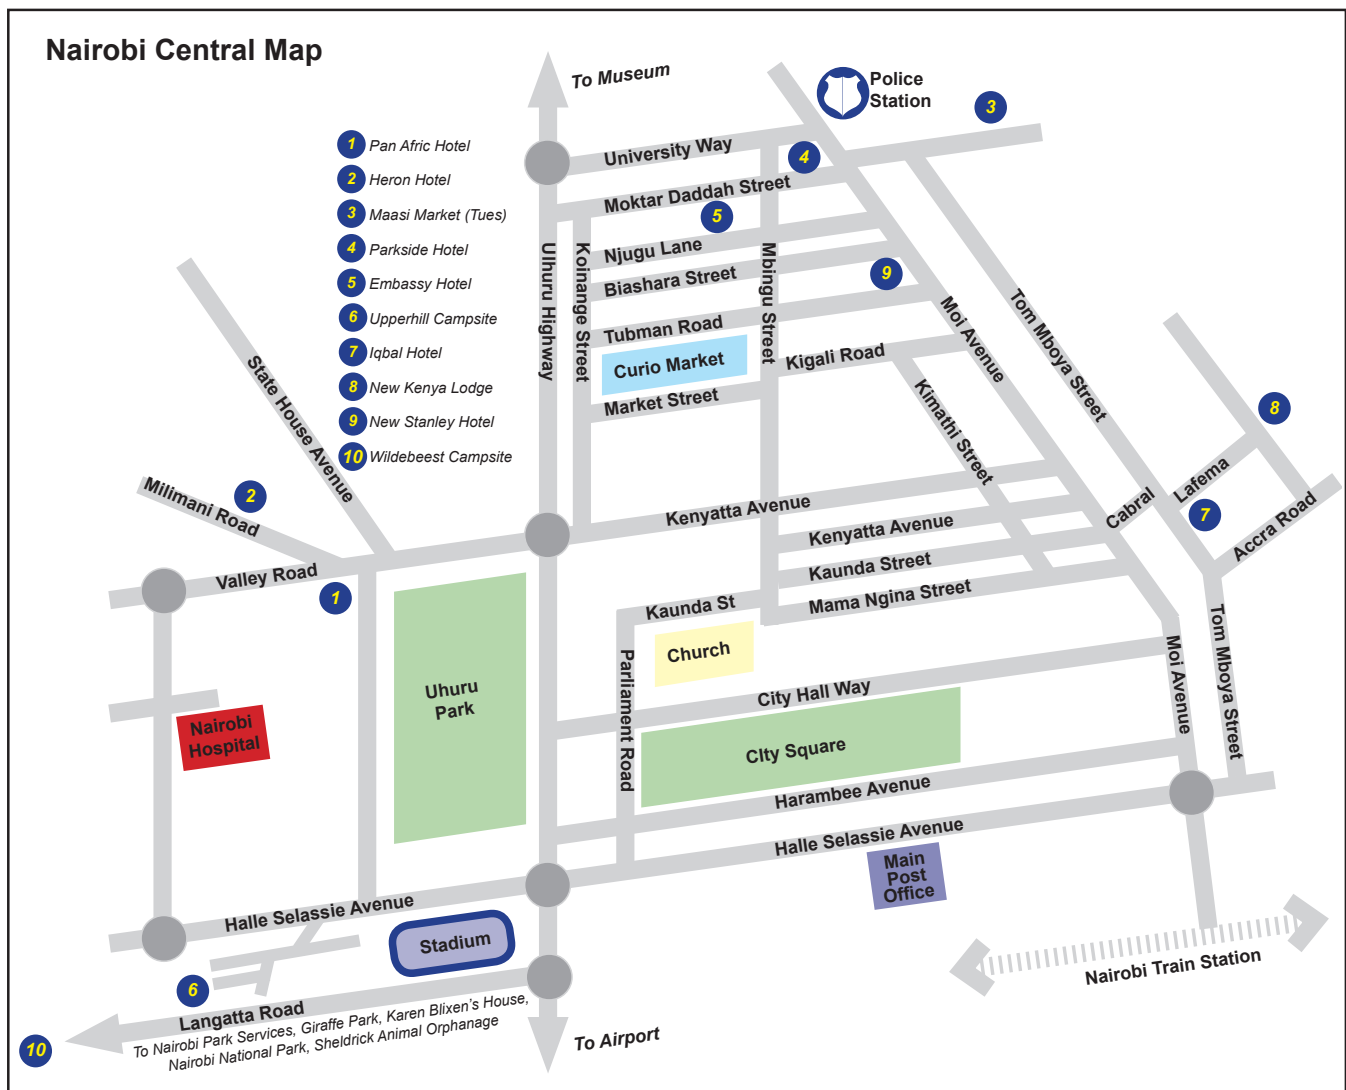 Nairobi Central Map
To Museum
Police
Station
3
1 Pan Afric Hotel
2 Heron Hotel
3 Maasi Market (Tues)
4 Parkside Hotel
5 Embassy Hotel
6 Upperhill Campsite
7 Iqbal Hotel
8 New Kenya Lodge
9 New Stanley Hotel
10 Wildebeest Campsite
University Way
4
Moktar Daddah Street
5
Njugu Lane
Biashara Street
9
Tubman Road
Curio Market
Kigali Road
Market Street
Ulhuru Highway
Koinange Street
Mbingu Street
Moi Avenue
Tom Mboya Street
Kimathi Street
8
State House Avenue
Milimani Road
2
Kenyatta Avenue
Kenyatta Avenue
Cabral
Lafema
7
Accra Road
Valley Road
1
Kaunda Street
Kaunda St
Mama Ngina Street
Church
Parliament Road
Uhuru
Park
City Hall Way
Moi Avenue
Tom Mboya Street
Nairobi
Hospital
CIty Square
Harambee Avenue
Halle Selassie Avenue
Main
Post
Office
Halle Selassie Avenue
Stadium
Nairobi Train Station
6
Langatta Road
10
To Nairobi Park Services, Giraffe Park, Karen Blixen's House,
Nairobi National Park, Sheldrick Animal Orphanage
To Airport